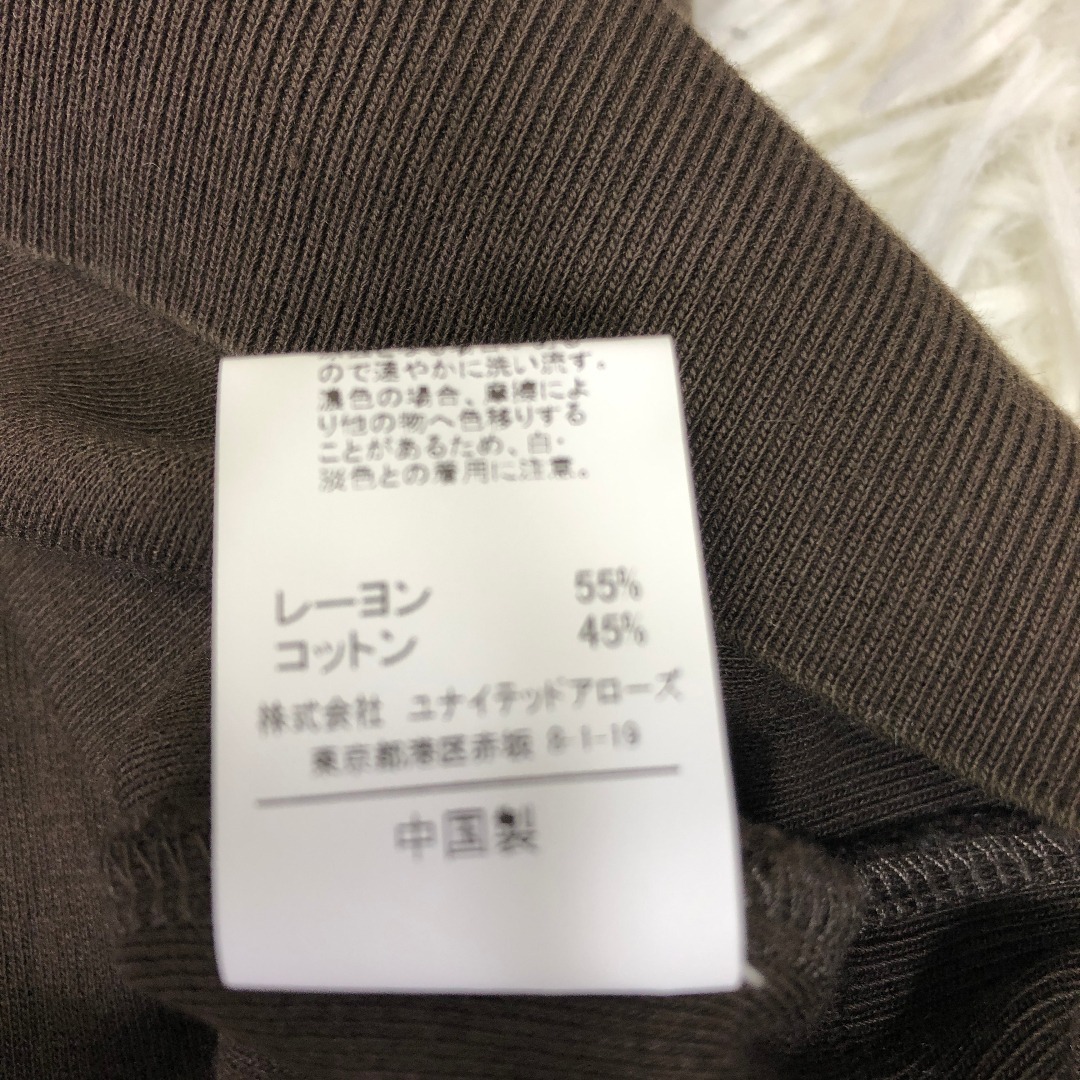 ので速やかに洗い流す。
濃色の場合、摩擦によ
り他の物へ色移りする
ことがあるため、白・
淡色との着用に注意。
レーヨン 55%
コットン 45%
株式会社 ユナイテッドアローズ
東京都港区赤坂 8-1-19
中国製